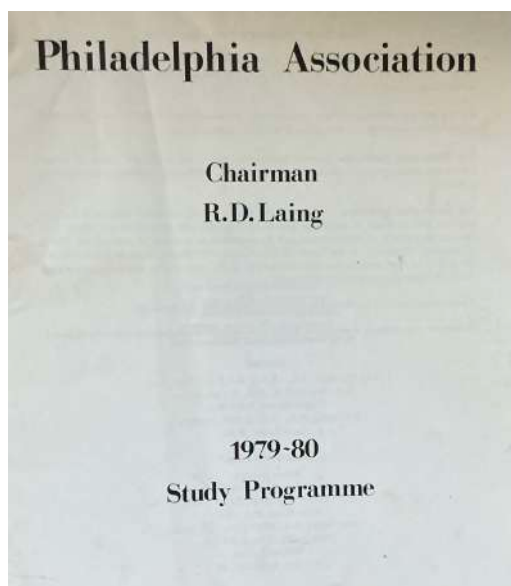 Philadelphia Association
Chairman
R.D. Laing
1979-80
Study Programme